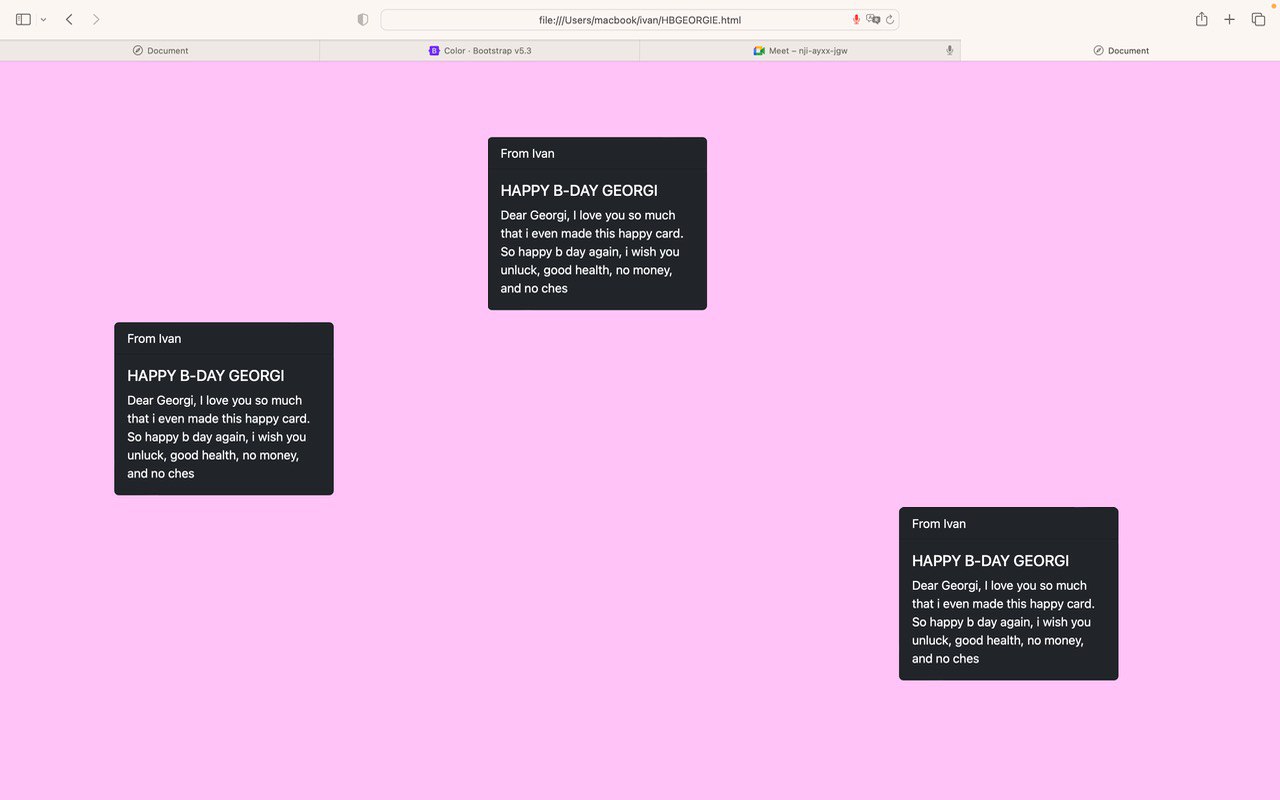 file:///Users/macbook/ivan/HBGEORGIE.html
Document
Color · Bootstrap v5.3
Meet – nji-ayxx-jgw
Document
From Ivan
HAPPY B-DAY GEORGI
Dear Georgi, I love you so much
that i even made this happy card.
So happy b day again, i wish you
unluck, good health, no money,
and no ches
From Ivan
HAPPY B-DAY GEORGI
Dear Georgi, I love you so much
that i even made this happy card.
So happy b day again, i wish you
unluck, good health, no money,
and no ches
From Ivan
HAPPY B-DAY GEORGI
Dear Georgi, I love you so much
that i even made this happy card.
So happy b day again, i wish you
unluck, good health, no money,
and no ches